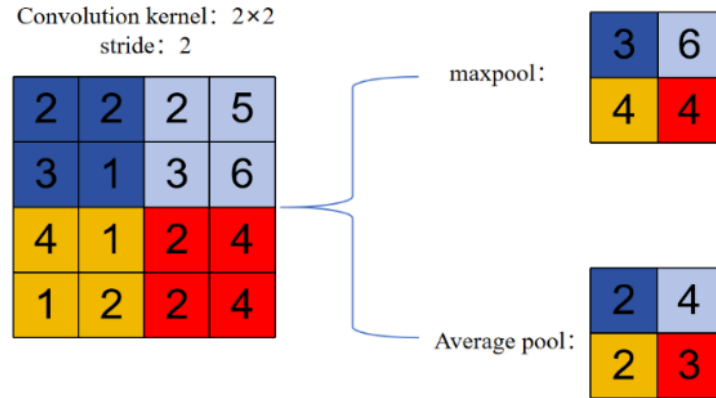 Convolution kernel：2×2
stride：2
2 2 2 5
3 1 3 6
4 1 2 4
1 2 2 4
maxpool：
3 6
4 4
Average pool：
2 4
2 3